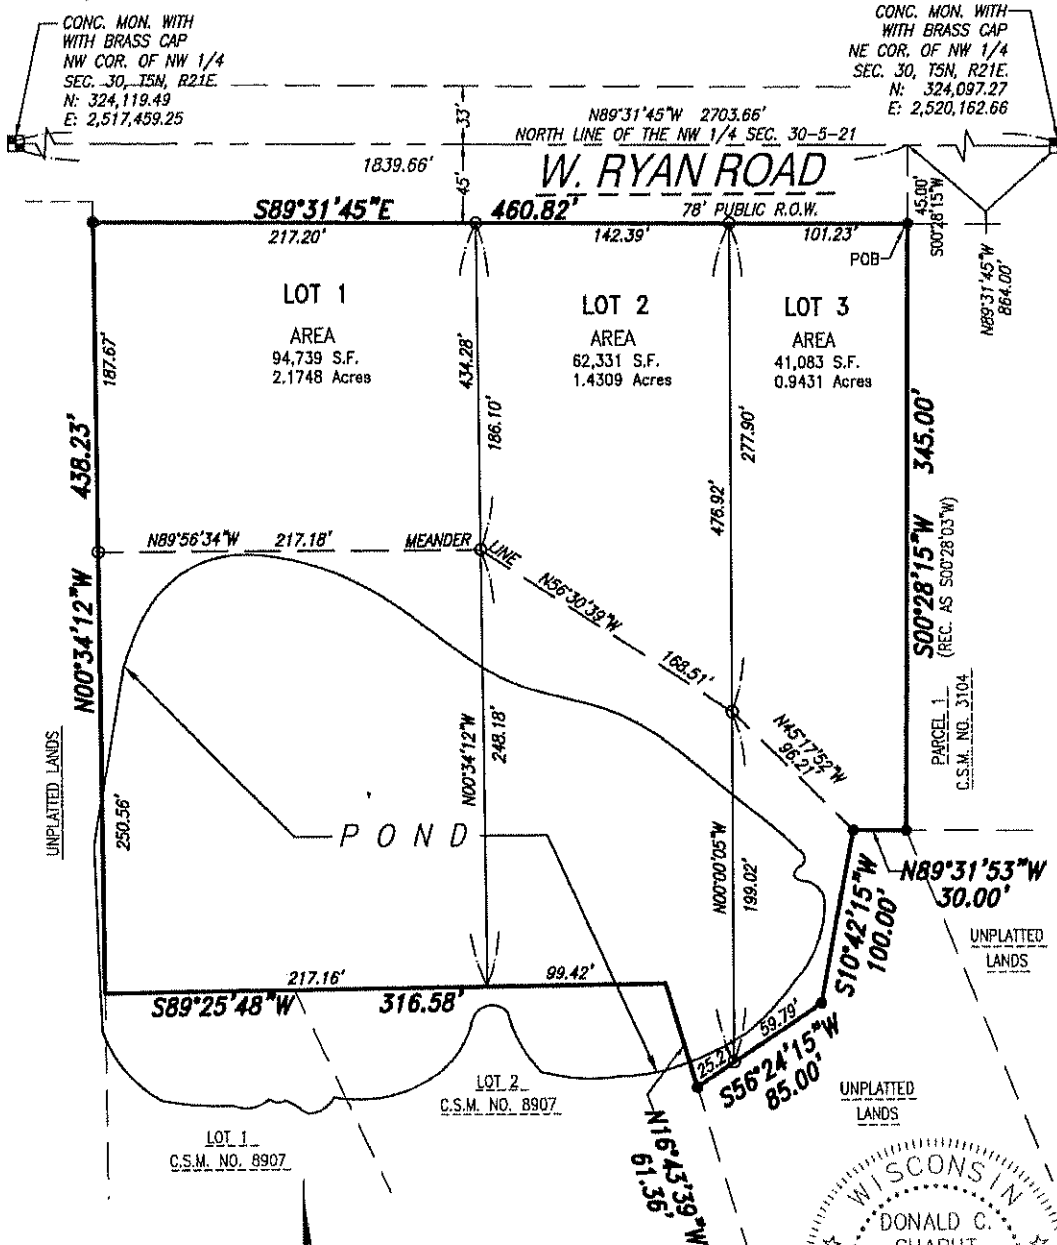 CONC. MON. WITH
WITH BRASS CAP
NW COR. OF NW 1/4
SEC. 30, T5N, R21E.
N: 324,119.49
E: 2,517,459.25
CONC. MON. WITH
WITH BRASS CAP
NE COR. OF NW 1/4
SEC. 30, T5N, R21E.
N: 324,097.27
E: 2,520,162.66
33'
N89°31'45"W 2703.66'
NORTH LINE OF THE NW 1/4 SEC. 30-5-21
1839.66'
45'
W. RYAN ROAD
45.00'
S00°28'15"W
S89°31'45"E 460.82'
78' PUBLIC R.O.W.
217.20'
142.39'
101.23'
POB
N89°31'45"W
864.00'
LOT 1
AREA
94,739 S.F.
2.1748 Acres
LOT 2
AREA
62,331 S.F.
1.4309 Acres
LOT 3
AREA
41,083 S.F.
0.9431 Acres
187.67'
434.28'
186.10'
277.90'
476.92'
438.23'
N00°34'12"W
345.00'
S00°28'15"W
(REC. AS S00°28'03"W)
N89°56'34"W 217.18'
MEANDER LINE
N56°30'39"W
168.51'
N45°17'52"W
96.21'
PARCEL 1
C.S.M. NO. 3104
UNPLATTED LANDS
250.56'
N00°34'12"W
248.18'
N00°00'05"W
199.02'
POND
N89°31'53"W
30.00'
S10°42'15"W
100.00'
UNPLATTED
LANDS
217.16'
99.42'
S89°25'48"W 316.58'
59.79'
S56°24'15"W
85.00'
N16°43'39"W
61.36'
LOT 2
C.S.M. NO. 8907
LOT 1
C.S.M. NO. 8907
UNPLATTED
LANDS
WISCONSIN
DONALD C.